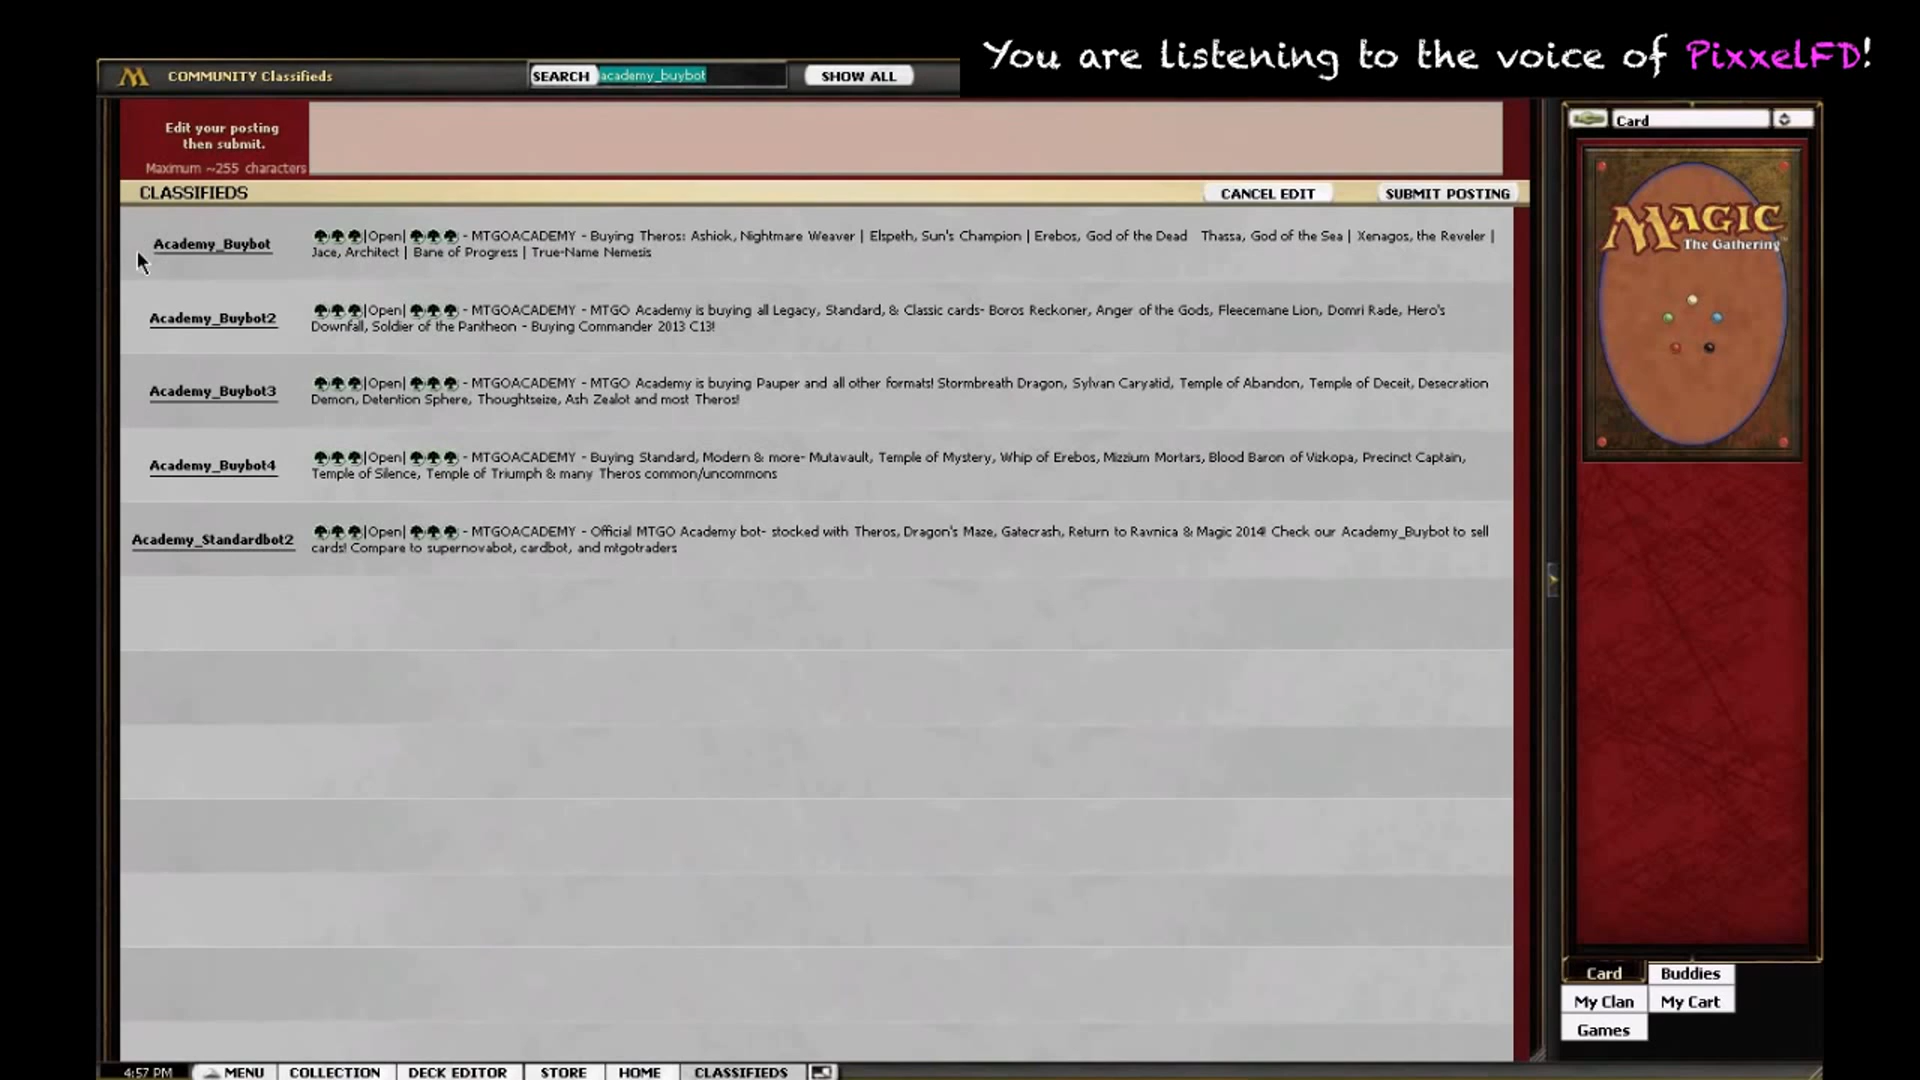 You are listening to the voice of PixxelFD!
COMMUNITY Classifieds
SEARCH academy_buybot
SHOW ALL
Edit your posting
then submit.
Maximum ~255 characters
CLASSIFIEDS
CANCEL EDIT
SUBMIT POSTING
Academy_Buybot
|Open| - MTGOACADEMY - Buying Theros: Ashiok, Nightmare Weaver | Elspeth, Sun's Champion | Erebos, God of the Dead Thassa, God of the Sea | Xenagos, the Reveler |
Jace, Architect | Bane of Progress | True-Name Nemesis
Academy_Buybot2
|Open| - MTGOACADEMY - MTGO Academy is buying all Legacy, Standard, & Classic cards- Boros Reckoner, Anger of the Gods, Fleecemane Lion, Domri Rade, Hero's
Downfall, Soldier of the Pantheon - Buying Commander 2013 C13!
Academy_Buybot3
|Open| - MTGOACADEMY - MTGO Academy is buying Pauper and all other formats! Stormbreath Dragon, Sylvan Caryatid, Temple of Abandon, Temple of Deceit, Desecration
Demon, Detention Sphere, Thoughtseize, Ash Zealot and most Theros!
Academy_Buybot4
|Open| - MTGOACADEMY - Buying Standard, Modern & more- Mutavault, Temple of Mystery, Whip of Erebos, Mizzium Mortars, Blood Baron of Vizkopa, Precinct Captain,
Temple of Silence, Temple of Triumph & many Theros common/uncommons
Academy_Standardbot2
|Open| - MTGOACADEMY - Official MTGO Academy bot- stocked with Theros, Dragon's Maze, Gatecrash, Return to Ravnica & Magic 2014! Check our Academy_Buybot to sell
cards! Compare to supernovabot, cardbot, and mtgotraders
Card
MAGIC
The Gathering
Card
Buddies
My Clan
My Cart
Games
4:57 PM
MENU
COLLECTION
DECK EDITOR
STORE
HOME
CLASSIFIEDS